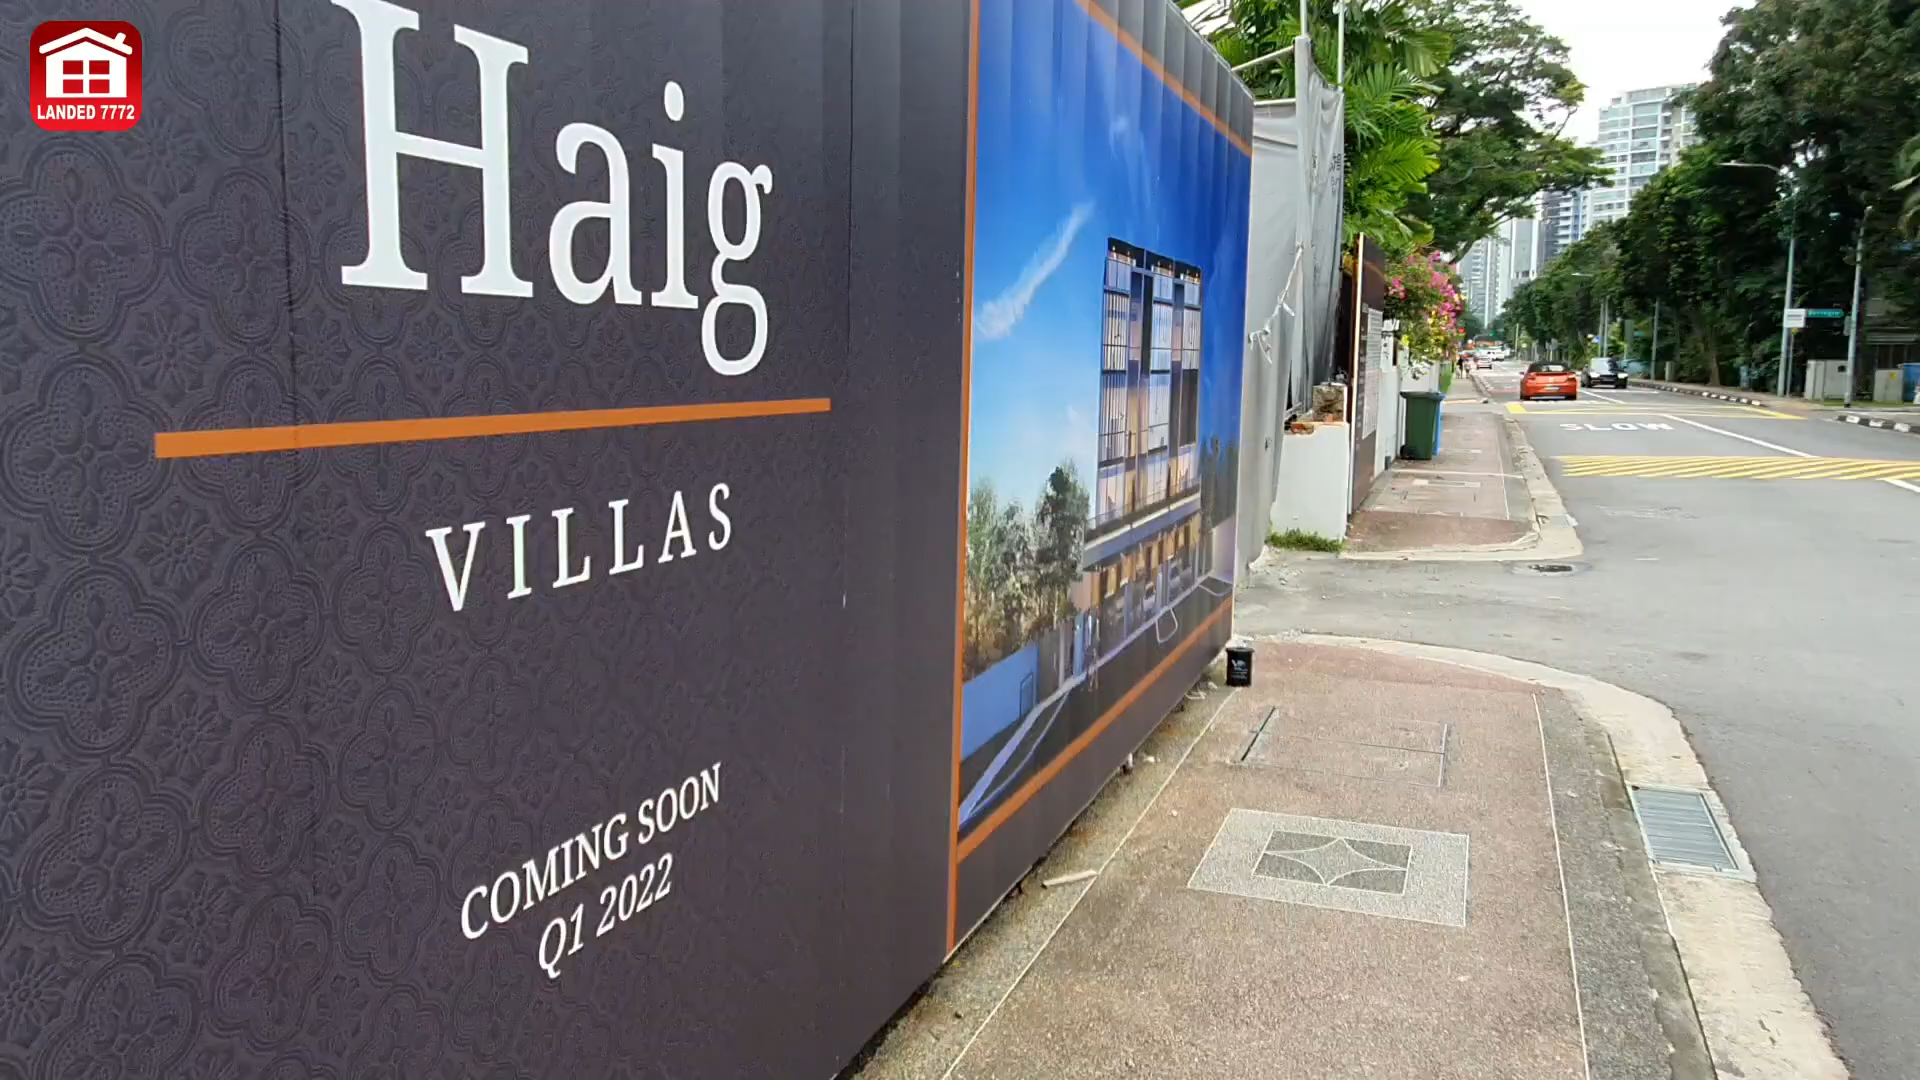 LANDED 7772
Haig
VILLAS
COMING SOON
Q1 2022
SLOW